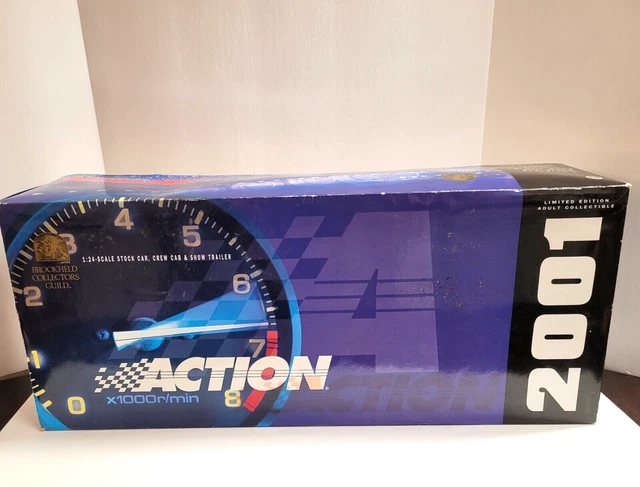 LIMITED EDITION
ADULT COLLECTIBLE
2001
4
3
5
1:24-SCALE STOCK CAR, CREW CAB & SHOW TRAILER
BROOKFIELD
COLLECTORS
GUILD.
6
2
7
1
ACTION
ACTION
x1000r/min
0
8